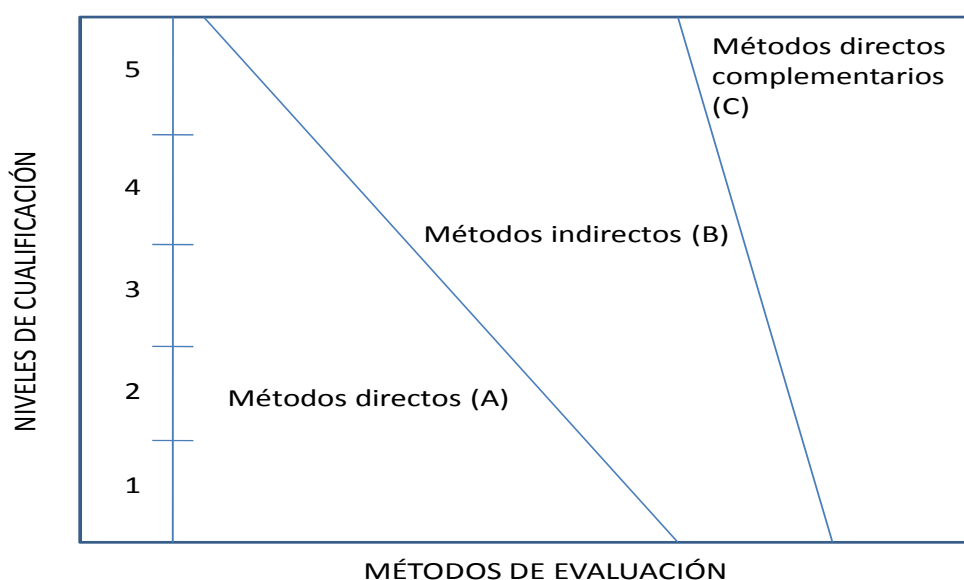 NIVELES DE CUALIFICACIÓN
5
4
3
2
1
Métodos directos
complementarios
(C)
Métodos indirectos (B)
Métodos directos (A)
MÉTODOS DE EVALUACIÓN